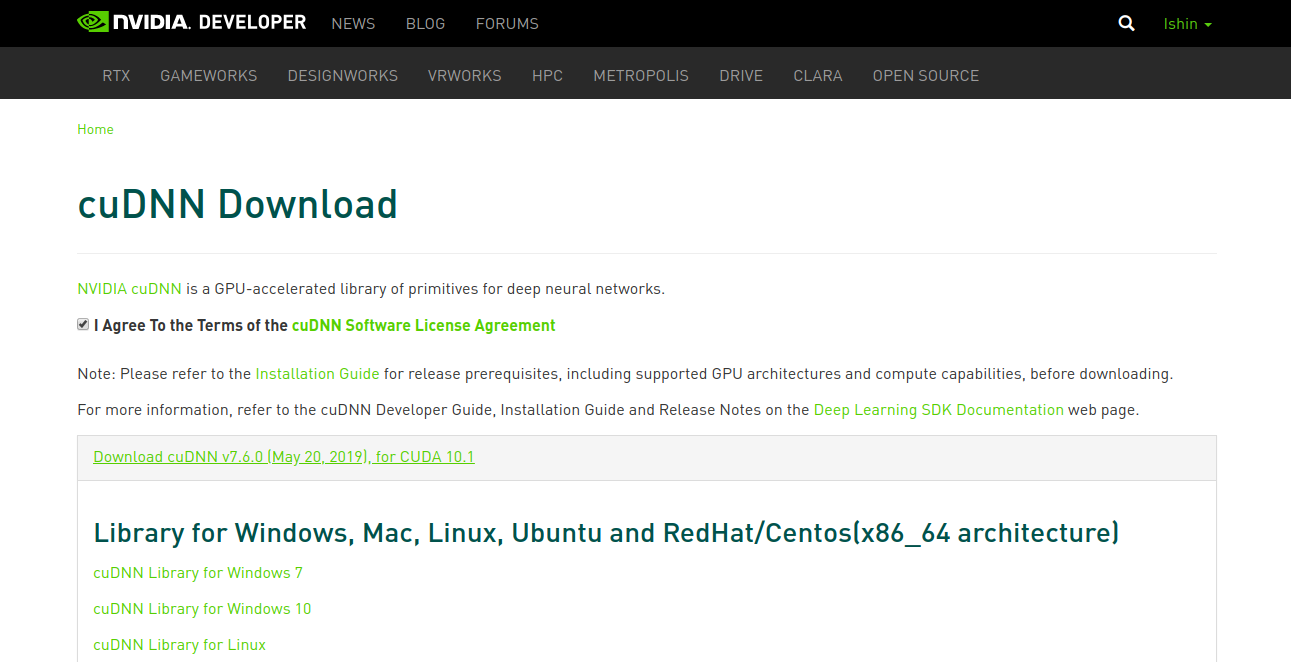 NVIDIA. DEVELOPER NEWS BLOG FORUMS Ishin
RTX GAMEWORKS DESIGNWORKS VRWORKS HPC METROPOLIS DRIVE CLARA OPEN SOURCE
Home
cuDNN Download
NVIDIA cuDNN is a GPU-accelerated library of primitives for deep neural networks.
I Agree To the Terms of the cuDNN Software License Agreement
Note: Please refer to the Installation Guide for release prerequisites, including supported GPU architectures and compute capabilities, before downloading.
For more information, refer to the cuDNN Developer Guide, Installation Guide and Release Notes on the Deep Learning SDK Documentation web page.
Download cuDNN v7.6.0 (May 20, 2019), for CUDA 10.1
Library for Windows, Mac, Linux, Ubuntu and RedHat/Centos(x86_64 architecture)
cuDNN Library for Windows 7
cuDNN Library for Windows 10
cuDNN Library for Linux